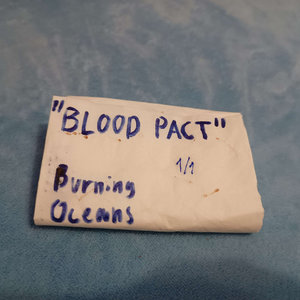 "BLOOD PACT"
1/1
Burning
Oceans